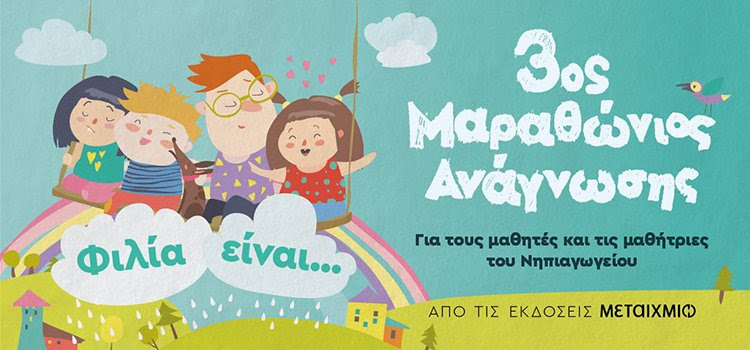 3ος
Μαραθώνιος
Ανάγνωσης
Για τους μαθητές και τις μαθήτριες
του Νηπιαγωγείου
Φιλία είναι...
ΑΠΟ ΤΙΣ ΕΚΔΟΣΕΙΣ ΜΕΤΑΙΧΜΙΟ